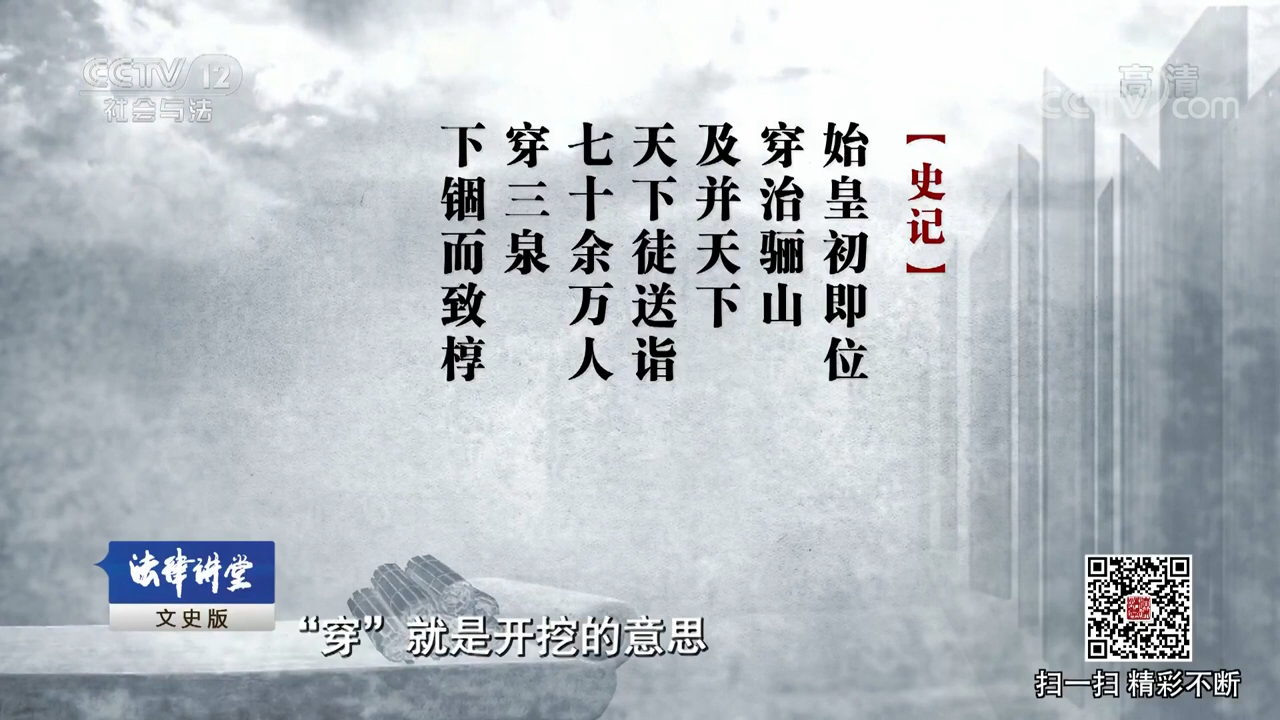 CCTV 12
社会与法
高清
CCTV.com
【史记】
始皇初即位
穿治骊山
及并天下
天下徒送诣
七十余万人
穿三泉
下锢而致椁
法律讲堂
文史版
“穿”就是开挖的意思
扫一扫 精彩不断